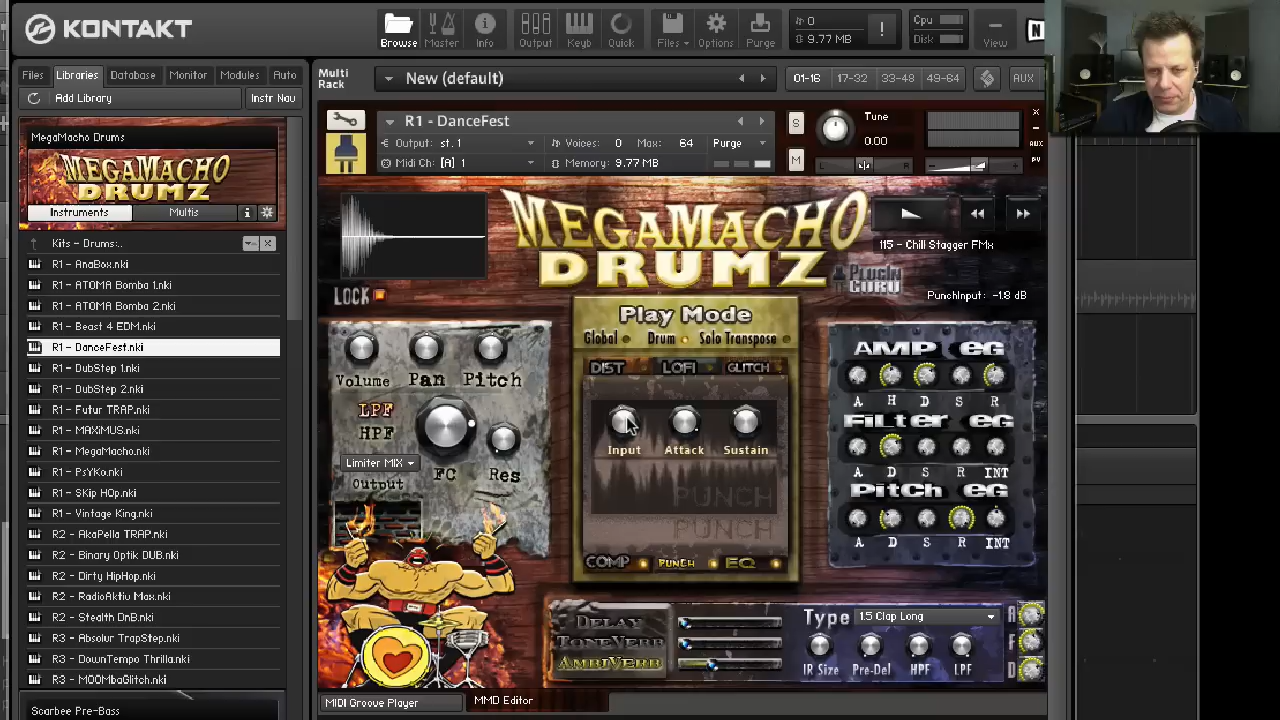 KONTAKT
Browse Master Info Output Keyb Quick Files Options Purge
0
9.77 MB
!
Cpu
Disk
View
N
Files Libraries Database Monitor Modules Auto
Add Library Instr Nav
MegaMacho Drums
MEGAMACHO
DRUMZ
Instruments Multis i
Kits - Drums:..
R1 - AnaBox.nki
R1 - ATOMA Bomba 1.nki
R1 - ATOMA Bomba 2.nki
R1 - Beast 4 EDM.nki
R1 - DanceFest.nki
R1 - DubStep 1.nki
R1 - DubStep 2.nki
R1 - Futur TRAP.nki
R1 - MAXiMUS.nki
R1 - MegaMacho.nki
R1 - PsYKo.nki
R1 - SKip HOp.nki
R1 - Vintage King.nki
R2 - AkaPella TRAP.nki
R2 - Binary Optik DUB.nki
R2 - Dirty HipHop.nki
R2 - RadioAktiv Max.nki
R2 - Stealth DnB.nki
R3 - Absolur TrapStep.nki
R3 - DownTempo Thrilla.nki
R3 - MOOMbaGlitch.nki
Scarbee Pre-Bass
Multi
Rack
New (default)
01-16 17-32 33-48 49-64 AUX
R1 - DanceFest
Output: st. 1 Voices: 0 Max: 64 Purge
Midi Ch: [A] 1 Memory: 9.77 MB
S
M
Tune
0.00
L R
AUX
PV
MEGAMACHO
DRUMZ
PLUGIN
GURU
115 - Chill Stagger FMx
PunchInput: -1.8 dB
LOCK
Volume Pan Pitch
LPF
HPF
Limiter MIX
Output
FC Res
Play Mode
Global Drum Solo Transpose
DIST LOFI GLITCH
Input Attack Sustain
PUNCH
PUNCH
COMP PUNCH EQ
AMP EG
A H D S R
Filter EG
A D S R INT
Pitch EG
A D S R INT
DELAY
TONEVERB
AMBIVERB
Type 1.5 Clap Long
IR Size Pre-Del HPF LPF
A
F
D
MIDI Groove Player MMD Editor